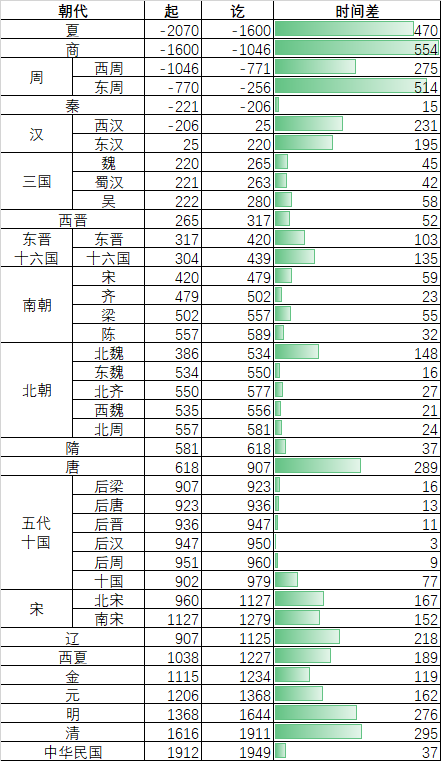 朝代 起 讫 时间差
夏 -2070 -1600 470
商 -1600 -1046 554
周 西周 -1046 -771 275
东周 -770 -256 514
秦 -221 -206 15
汉 西汉 -206 25 231
东汉 25 220 195
三国 魏 220 265 45
蜀汉 221 263 42
吴 222 280 58
西晋 265 317 52
东晋 东晋 317 420 103
十六国 十六国 304 439 135
南朝 宋 420 479 59
齐 479 502 23
梁 502 557 55
陈 557 589 32
北朝 北魏 386 534 148
东魏 534 550 16
北齐 550 577 27
西魏 535 556 21
北周 557 581 24
隋 581 618 37
唐 618 907 289
五代
十国 后梁 907 923 16
后唐 923 936 13
后晋 936 947 11
后汉 947 950 3
后周 951 960 9
十国 902 979 77
宋 北宋 960 1127 167
南宋 1127 1279 152
辽 907 1125 218
西夏 1038 1227 189
金 1115 1234 119
元 1206 1368 162
明 1368 1644 276
清 1616 1911 295
中华民国 1912 1949 37